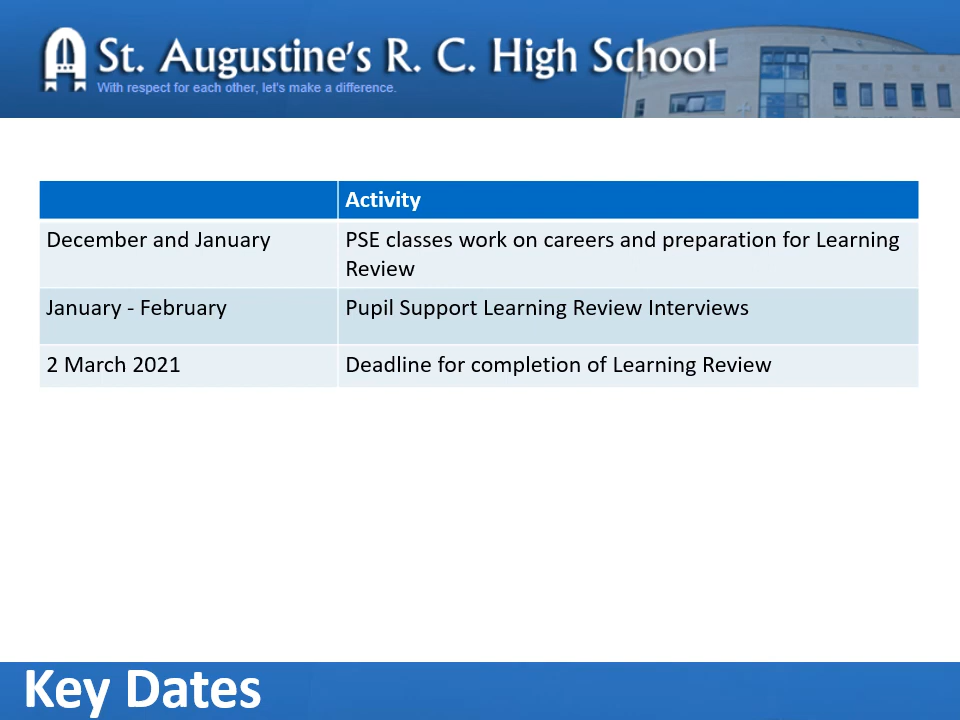 St. Augustine's R. C. High School
With respect for each other, let's make a difference.
Activity
December and January
PSE classes work on careers and preparation for Learning
Review
January - February
Pupil Support Learning Review Interviews
2 March 2021
Deadline for completion of Learning Review
Key Dates